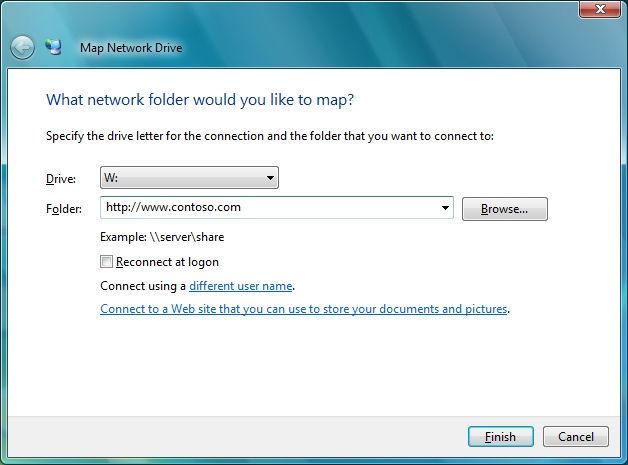 Map Network Drive
What network folder would you like to map?
Specify the drive letter for the connection and the folder that you want to connect to:
Drive: W:
Folder: http://www.contoso.com Browse...
Example: \\server\share
Reconnect at logon
Connect using a different user name.
Connect to a Web site that you can use to store your documents and pictures.
Finish Cancel